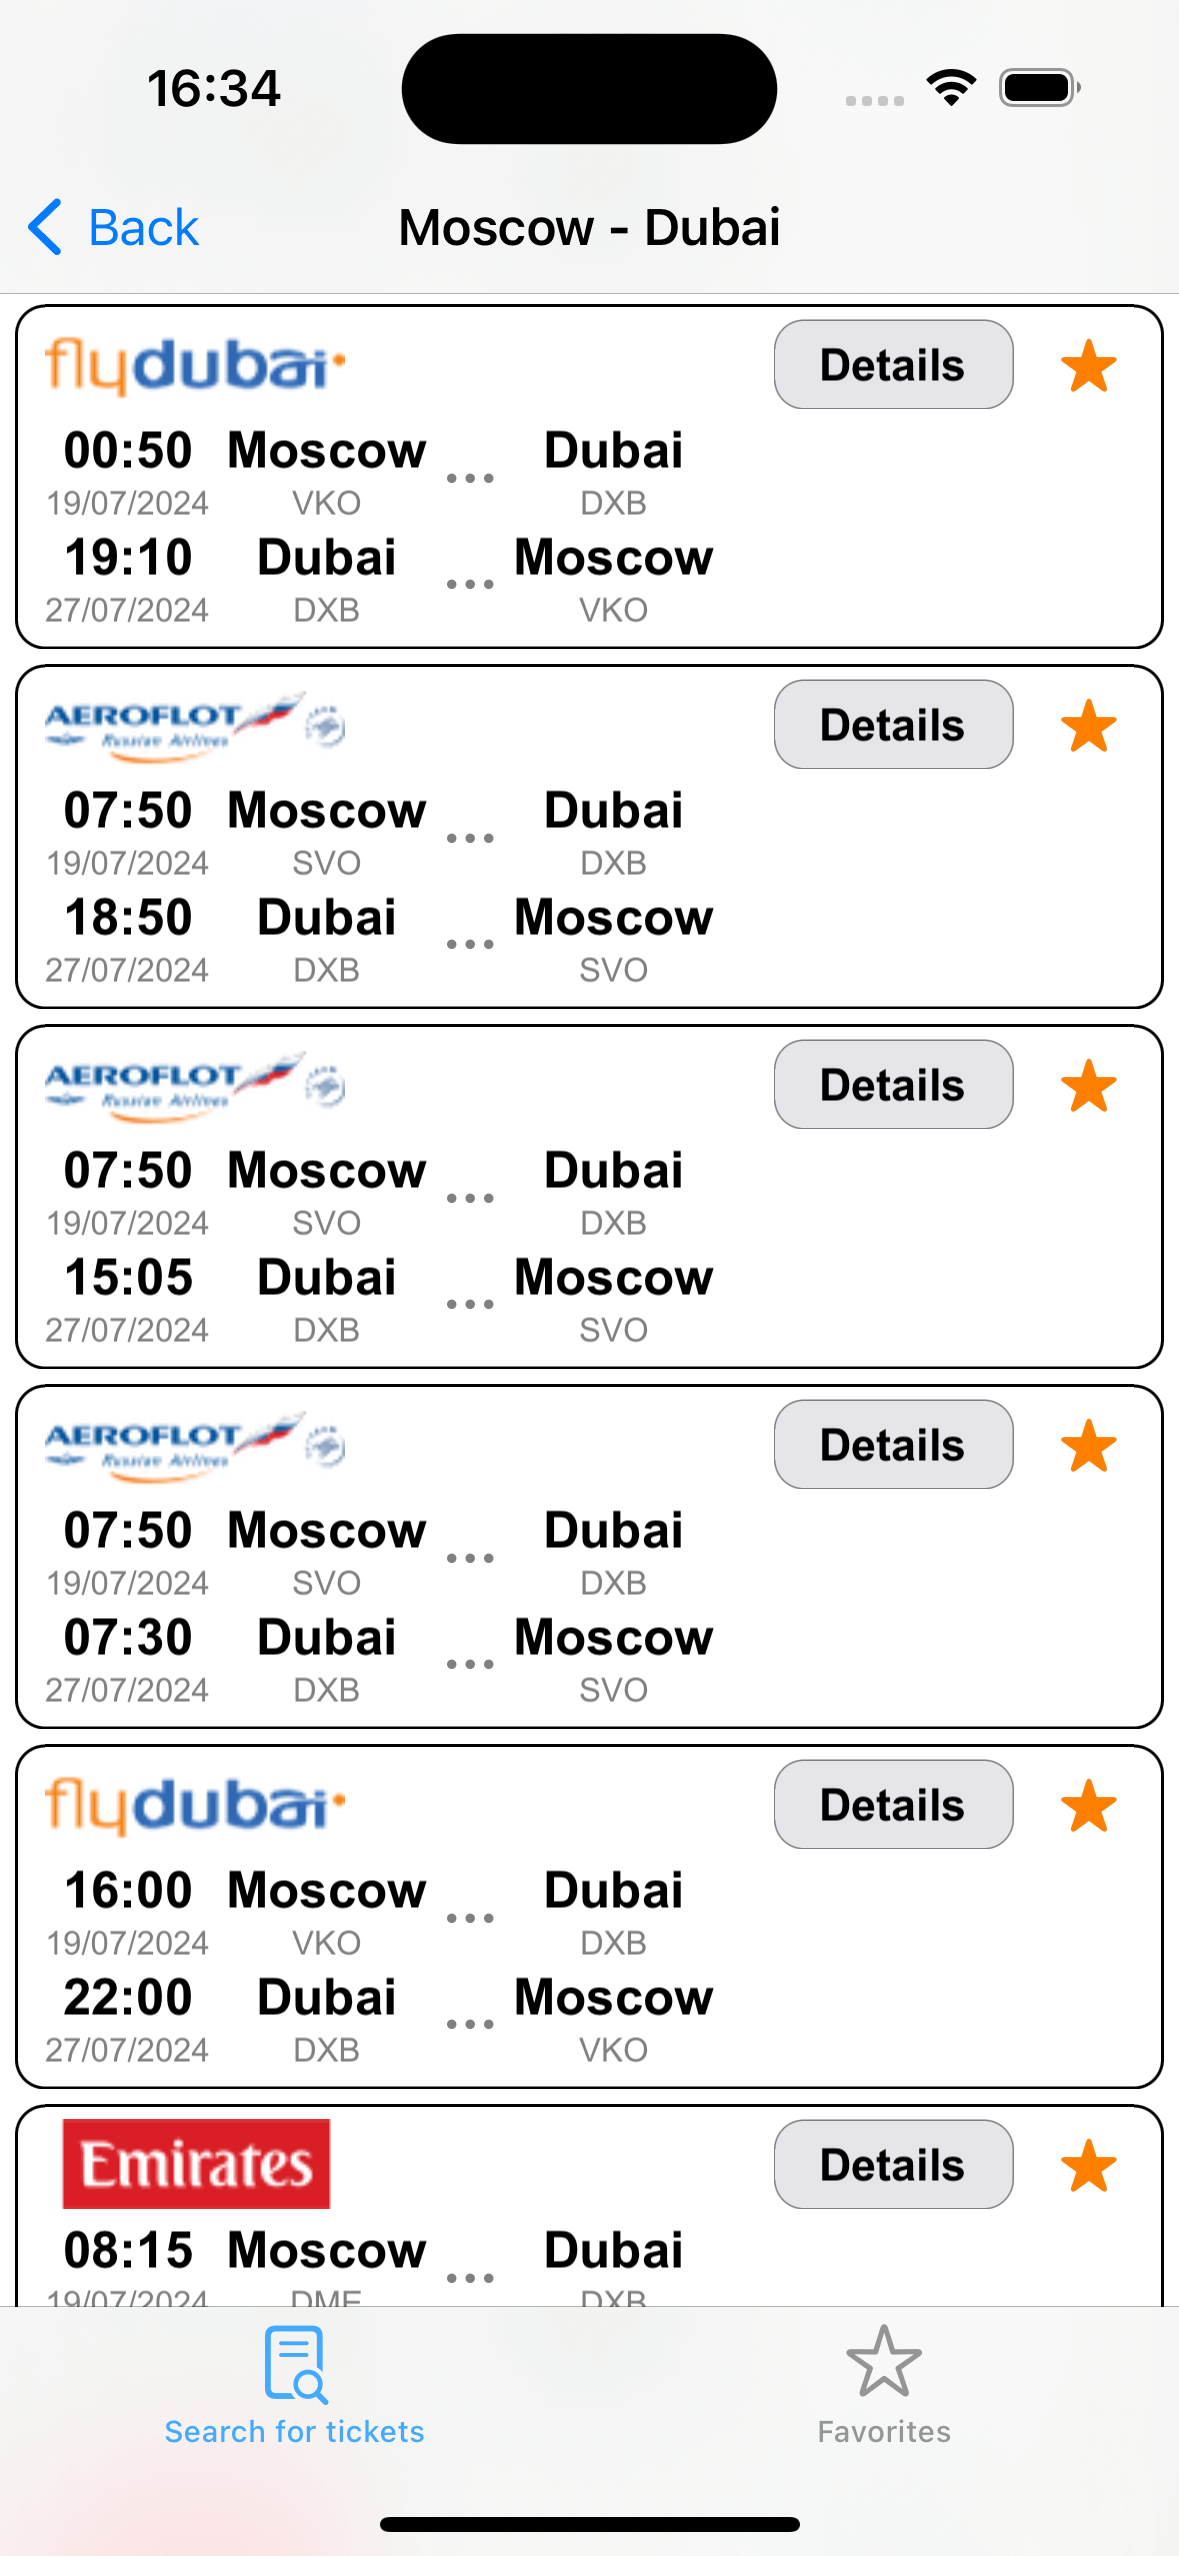 16:34
Back
Moscow - Dubai
flydubai
Details
00:50 Moscow ... Dubai
19/07/2024 VKO DXB
19:10 Dubai ... Moscow
27/07/2024 DXB VKO
AEROFLOT
Russian Airlines
Details
07:50 Moscow ... Dubai
19/07/2024 SVO DXB
18:50 Dubai ... Moscow
27/07/2024 DXB SVO
AEROFLOT
Russian Airlines
Details
07:50 Moscow ... Dubai
19/07/2024 SVO DXB
15:05 Dubai ... Moscow
27/07/2024 DXB SVO
AEROFLOT
Russian Airlines
Details
07:50 Moscow ... Dubai
19/07/2024 SVO DXB
07:30 Dubai ... Moscow
27/07/2024 DXB SVO
flydubai
Details
16:00 Moscow ... Dubai
19/07/2024 VKO DXB
22:00 Dubai ... Moscow
27/07/2024 DXB VKO
Emirates
Details
08:15 Moscow ... Dubai
19/07/2024 DME DXB
Search for tickets
Favorites